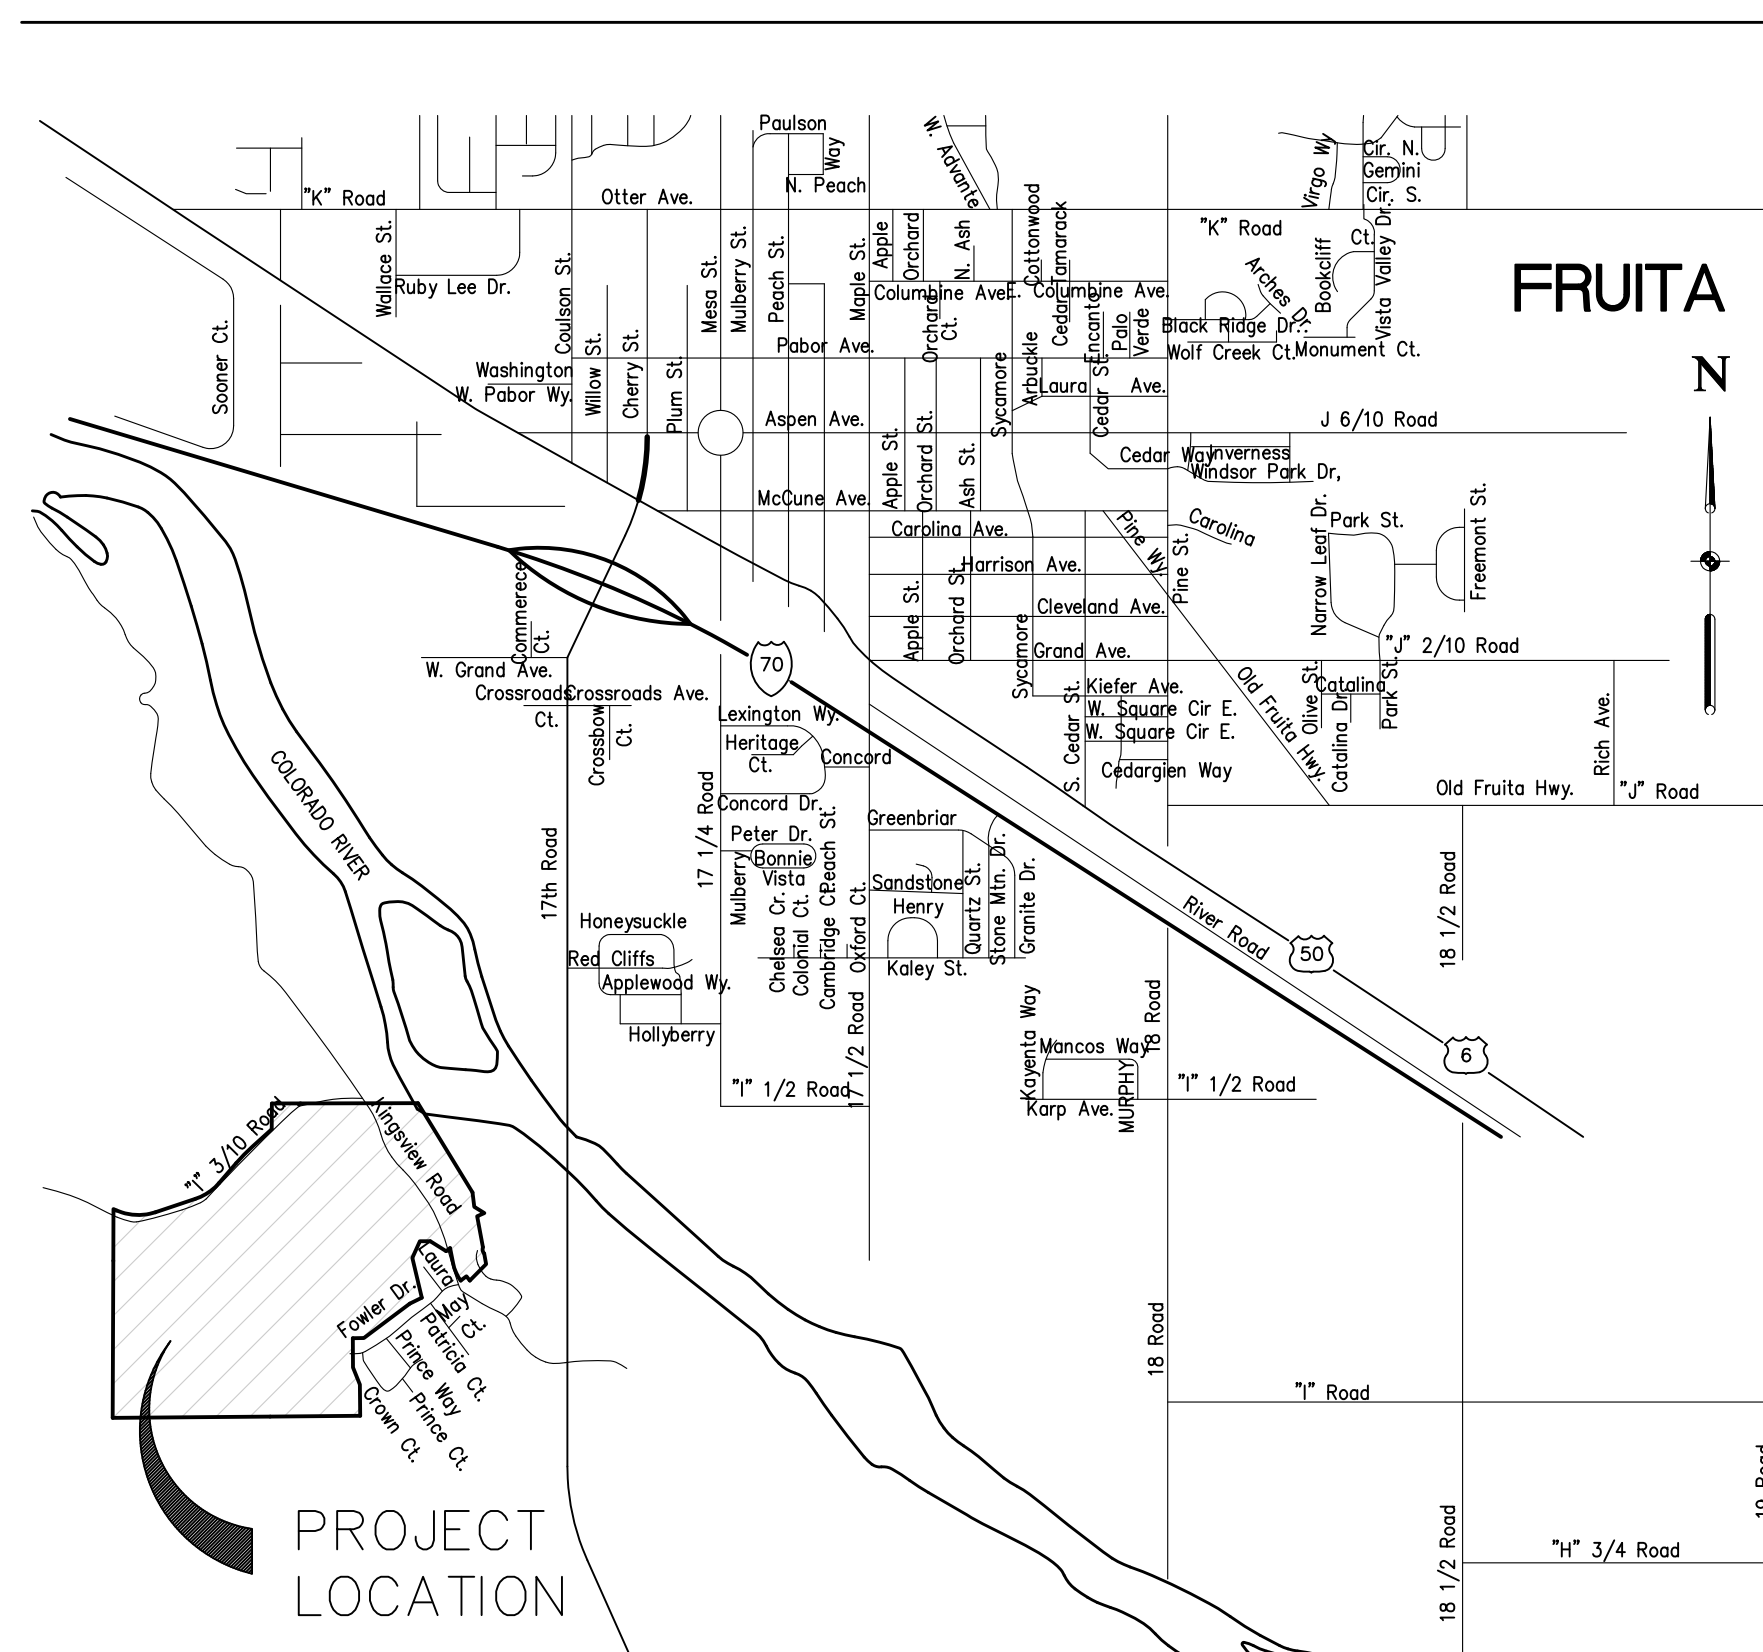 Paulson
Way
N. Peach
W. Advante
Virgo Wy
Cir. N.
Gemini
Cir. S.
"K" Road
Otter Ave.
"K" Road
Wallace St.
Ruby Lee Dr.
Coulson St.
Mesa St.
Mulberry St.
Peach St.
Maple St.
Apple
Orchard
N. Ash
Cottonwood
Tamarack
Cedar
Columbine Ave.
E. Columbine Ave.
Orchard
Ct.
Arches Dr.
Bookcliff
Ct.
Vista Valley Dr.
FRUITA
N
Sooner Ct.
Washington
W. Pabor Wy.
Willow St.
Cherry St.
Plum St.
Pabor Ave.
Aspen Ave.
McCune Ave.
Sycamore
Arbuckle
Encanto
Palo
Verde
Laura Ave.
Cedar St.
Black Ridge Dr.
Wolf Creek Ct.
Monument Ct.
J 6/10 Road
Cedar Way
Inverness
Windsor Park Dr,
Apple St.
Orchard St.
Ash St.
Carolina Ave.
Harrison Ave.
Cleveland Ave.
Grand Ave.
Pine Wy.
Pine St.
Carolina
Narrow Leaf Dr.
Park St.
Freemont St.
Commerece
Ct.
W. Grand Ave.
Crossroads
Ct.
Crossroads Ave.
Crossbow
Ct.
70
Apple St.
Orchard St.
Sycamore
"J" 2/10 Road
Kiefer Ave.
W. Square Cir E.
W. Square Cir E.
Cedargien Way
S. Cedar St.
Old Fruita Hwy.
Olive St.
Catalina
Catalina Dr.
Park St.
Rich Ave.
Old Fruita Hwy.
"J" Road
COLORADO RIVER
Lexington Wy.
Heritage
Ct.
Concord
Concord Dr.
17 1/4 Road
17th Road
Peter Dr.
Bonnie
Vista
Mulberry
Chelsea Cr.
Colonial Ct.
Cambridge Ct.
Peach St.
Oxford Ct.
Greenbriar
Sandstone
Henry
Kaley St.
Quartz St.
Stone Mtn. Dr.
Granite Dr.
River Road
50
6
18 1/2 Road
Honeysuckle
Red Cliffs
Applewood Wy.
Hollyberry
"I" 1/2 Road
17 1/2 Road
Kayenta Way
Mancos Way
MURPHY
Karp Ave.
18 Road
"I" 1/2 Road
"I" 3/10 Road
Kingsview Road
Laura
May
Ct.
Fowler Dr.
Patricia Ct.
Prince Way
Prince Ct.
Crown Ct.
18 Road
"I" Road
18 1/2 Road
19 Road
"H" 3/4 Road
PROJECT
LOCATION